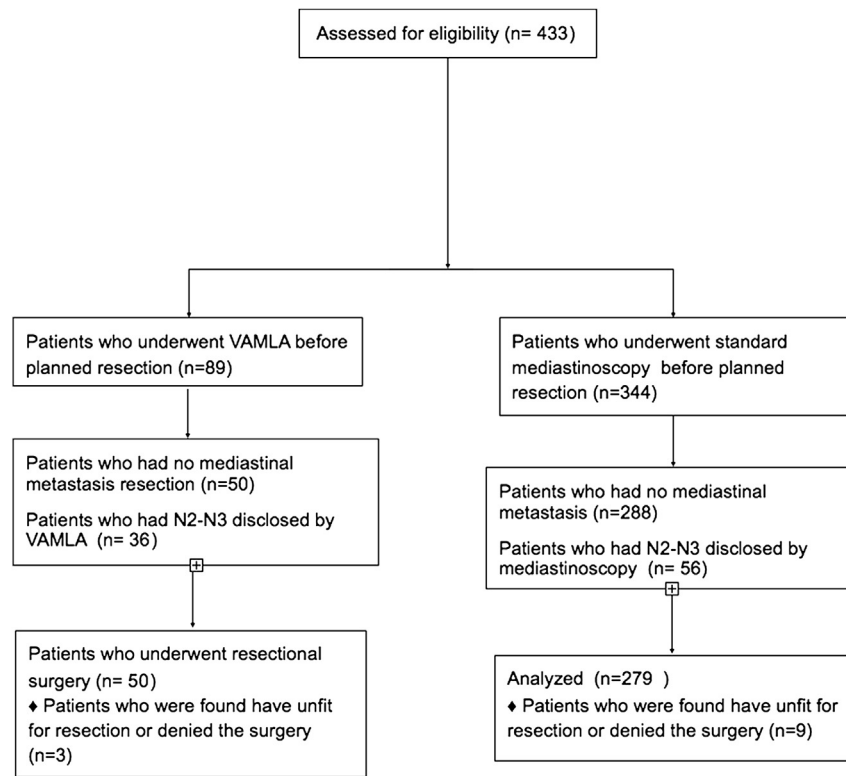 Assessed for eligibility (n= 433)
Patients who underwent VAMLA before
planned resection (n=89)
Patients who had no mediastinal
metastasis resection (n=50)
Patients who had N2-N3 disclosed by
VAMLA (n= 36)
Patients who underwent resectional
surgery (n= 50)
♦ Patients who were found have unfit
for resection or denied the surgery
(n=3)
Patients who underwent standard
mediastinoscopy before planned
resection (n=344)
Patients who had no mediastinal
metastasis (n=288)
Patients who had N2-N3 disclosed by
mediastinoscopy (n= 56)
Analyzed (n=279 )
♦ Patients who were found have unfit for
resection or denied the surgery (n=9)